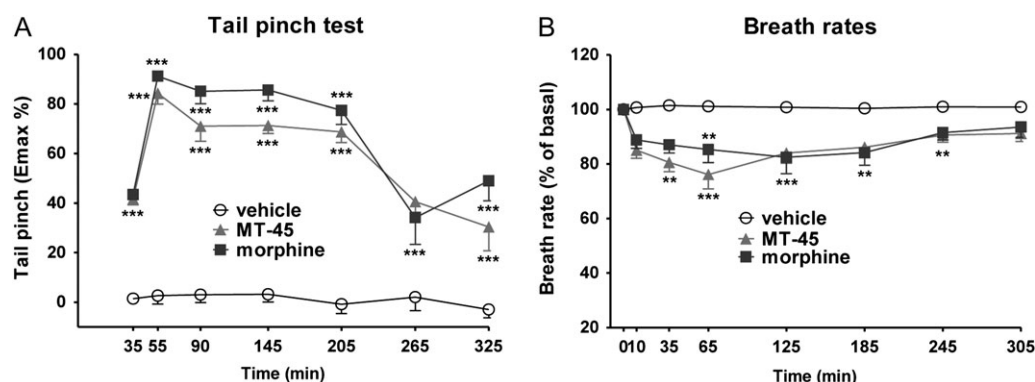 A
Tail pinch test
Tail pinch (Emax %)
100
80
60
40
20
0
***
***
***
***
***
***
***
***
***
***
***
***
***
vehicle
MT-45
morphine
35 55 90 145 205 265 325
Time (min)
B
Breath rates
Breath rate (% of basal)
120
100
80
60
40
20
**
**
***
***
**
**
vehicle
MT-45
morphine
010 35 65 125 185 245 305
Time (min)